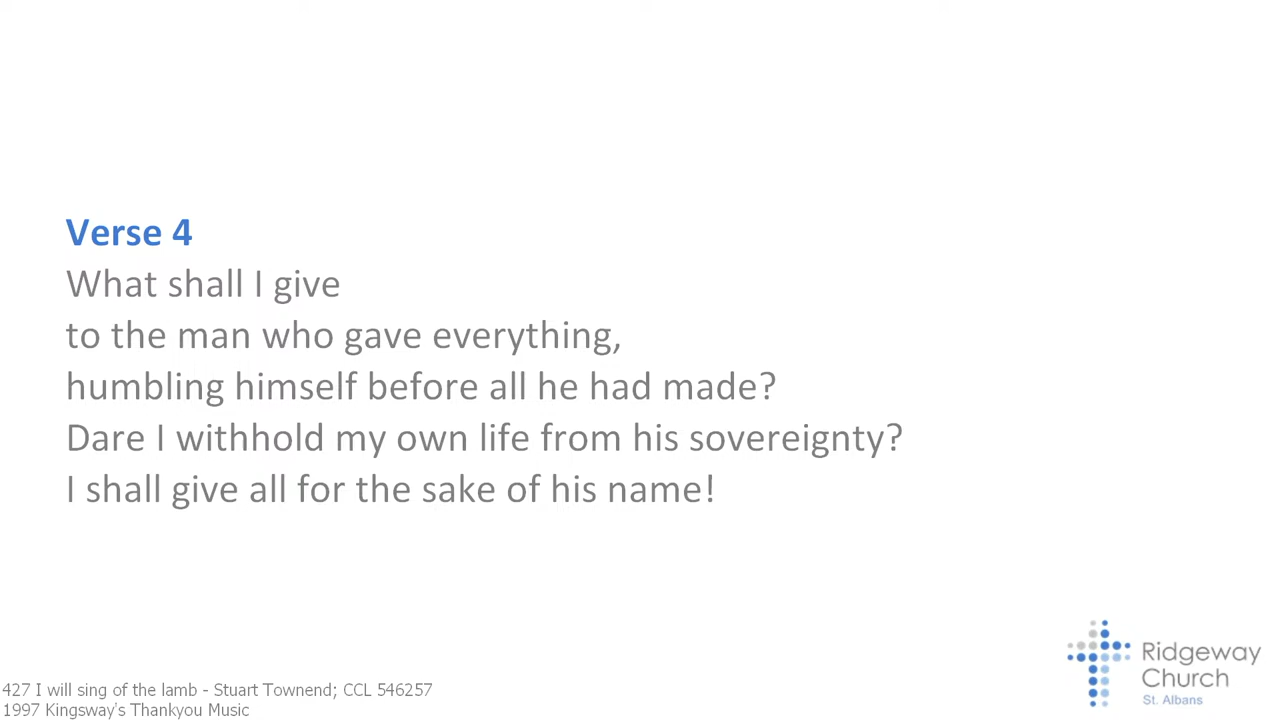 Verse 4
What shall I give
to the man who gave everything,
humbling himself before all he had made?
Dare I withhold my own life from his sovereignty?
I shall give all for the sake of his name!
Ridgeway
Church
St. Albans
427 I will sing of the lamb - Stuart Townend; CCL 546257
1997 Kingsway's Thankyou Music